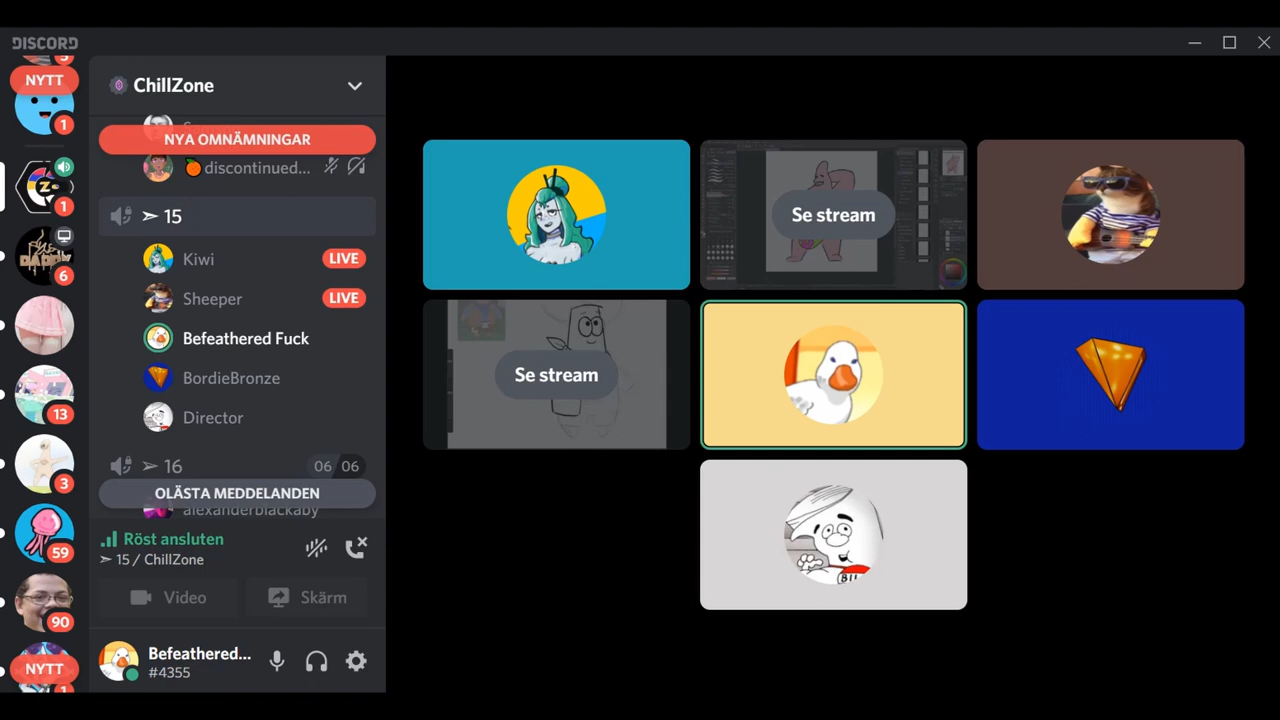 DISCORD
5
NYTT
1
1
6
13
3
59
90
NYTT
1
ChillZone
NYA OMNÄMNINGAR
discontinued...
➢ 15
Kiwi LIVE
Sheeper LIVE
Befeathered Fuck
BordieBronze
Director
➢ 16 06 06
OLÄSTA MEDDELANDEN
alexanderblackaby
Röst ansluten
➢ 15 / ChillZone
Video Skärm
Befeathered...
#4355
Se stream
Se stream